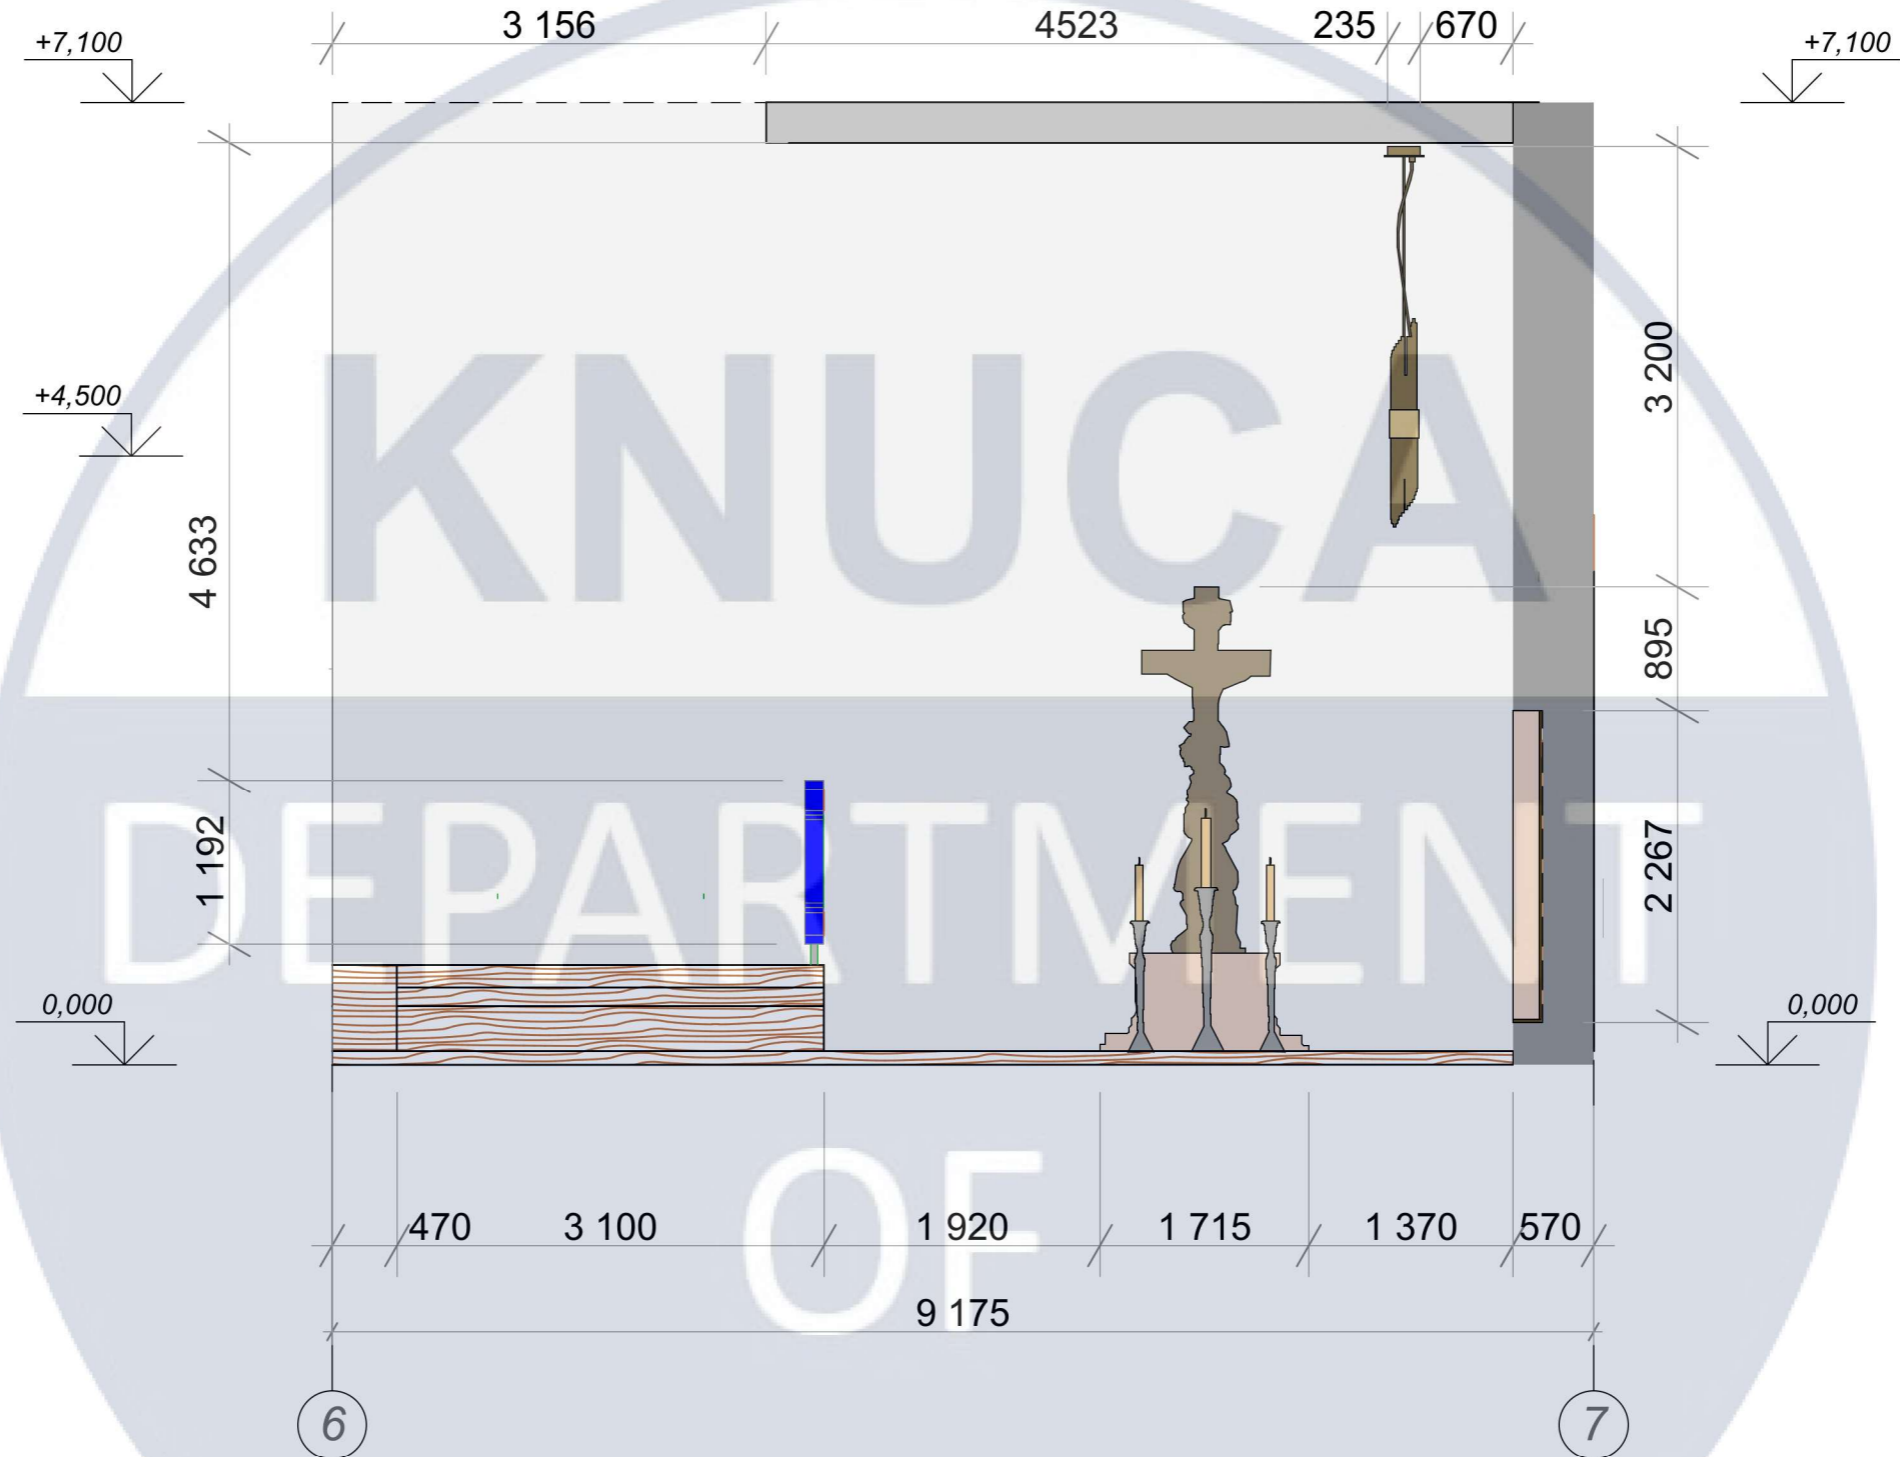 3 156 4523 235 670
+7,100 +7,100
3 200
KNUCA
+4,500
4 633
895
DEPARTMENT
1 192
2 267
0,000 0,000
OF
470 3 100 1 920 1 715 1 370 570
9 175
6 7